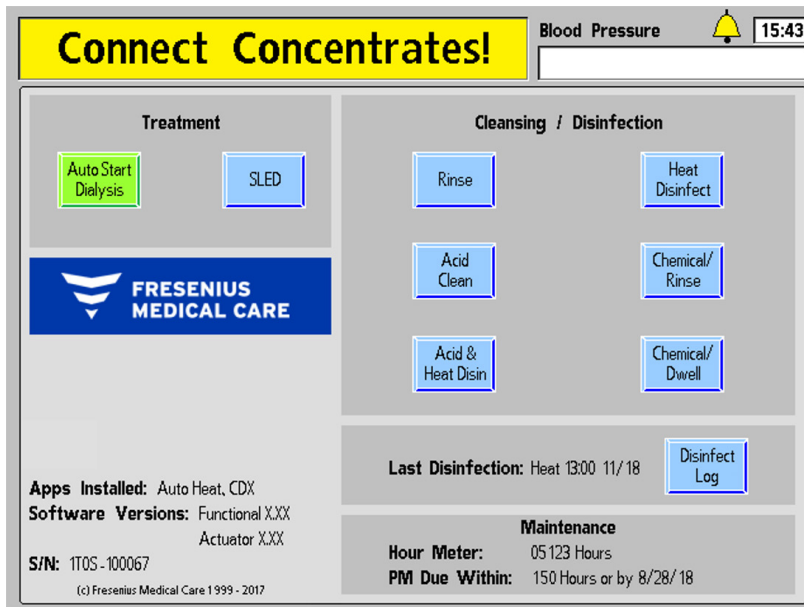 Connect Concentrates!
Blood Pressure
15:43
Treatment
Auto Start
Dialysis
SLED
FRESENIUS
MEDICAL CARE
Apps Installed: Auto Heat, CDX
Software Versions: Functional X.XX
Actuator X.XX
S/N: 1T0S-100067
(c) Fresenius Medical Care 1999 - 2017
Cleansing / Disinfection
Rinse
Heat
Disinfect
Acid
Clean
Chemical/
Rinse
Acid &
Heat Disin
Chemical/
Dwell
Last Disinfection: Heat 13:00 11/18
Disinfect
Log
Maintenance
Hour Meter: 05123 Hours
PM Due Within: 150 Hours or by 8/28/18